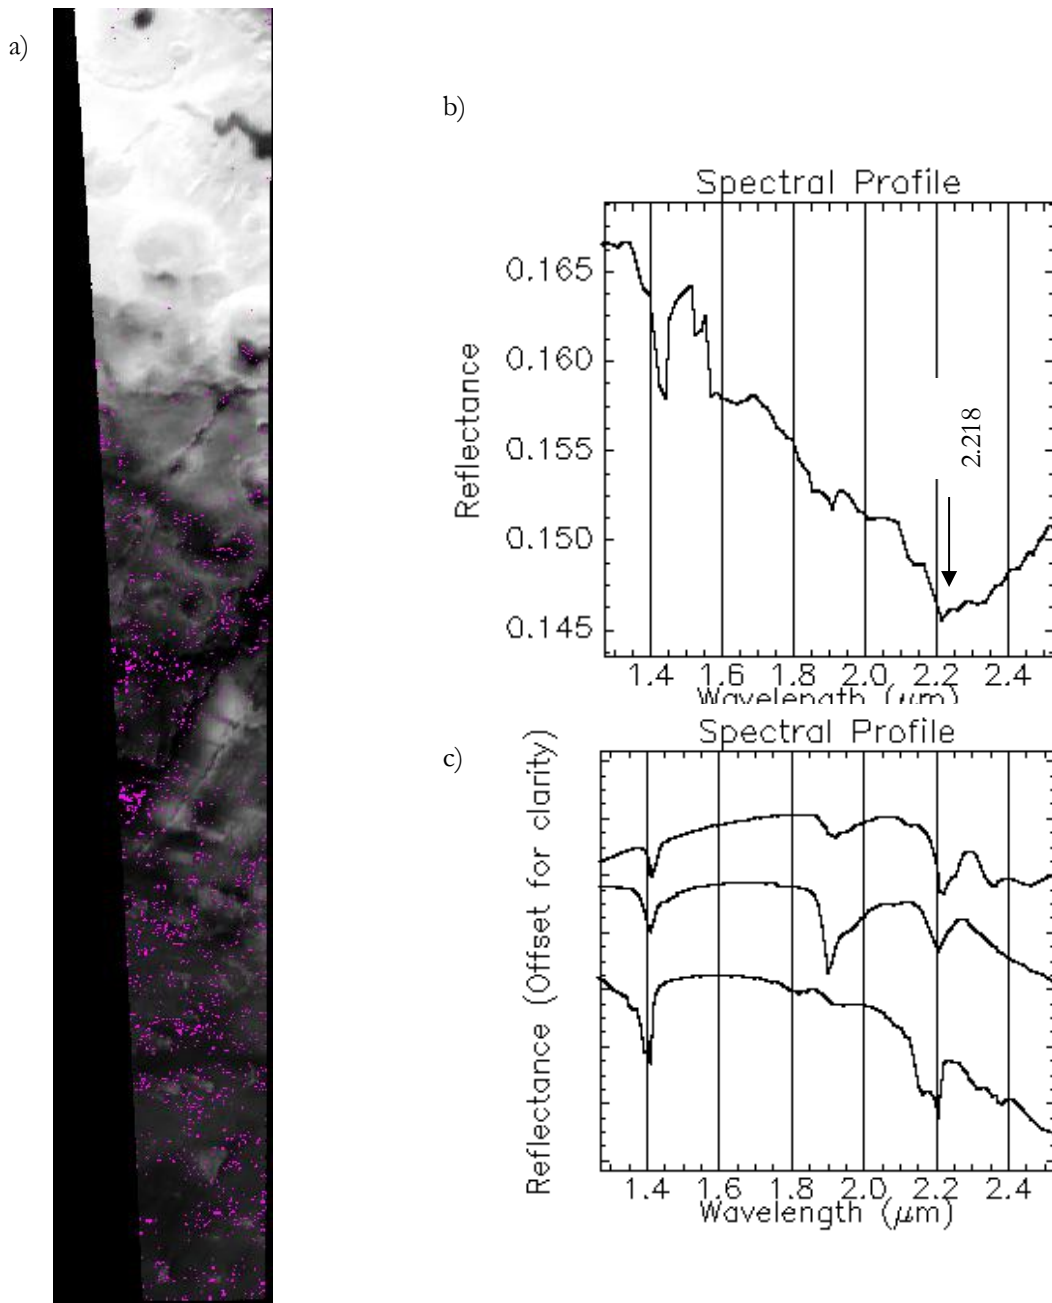 a)
b)
Spectral Profile
Reflectance
0.165
0.160
0.155
0.150
0.145
2.218
1.4 1.6 1.8 2.0 2.2 2.4
Wavelength (μm)
c)
Spectral Profile
Reflectance (Offset for clarity)
1.4 1.6 1.8 2.0 2.2 2.4
Wavelength (μm)